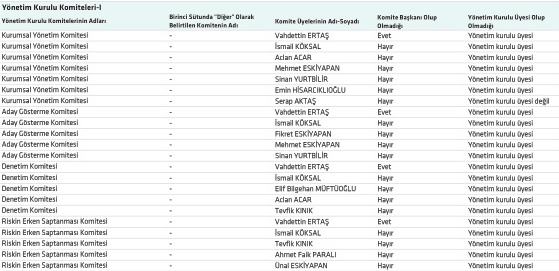 Yönetim Kurulu Komiteleri-I
Yönetim Kurulu Komitelerinin Adları Birinci Sütunda "Diğer" Olarak Belirtilen Komitenin Adı Komite Üyelerinin Adı-Soyadı Komite Başkanı Olup Olmadığı Yönetim Kurulu Üyesi Olup Olmadığı
Kurumsal Yönetim Komitesi - Vahdettin ERTAŞ Evet Yönetim kurulu üyesi
Kurumsal Yönetim Komitesi - İsmail KÖKSAL Hayır Yönetim kurulu üyesi
Kurumsal Yönetim Komitesi - Aclan ACAR Hayır Yönetim kurulu üyesi
Kurumsal Yönetim Komitesi - Mehmet ESKİYAPAN Hayır Yönetim kurulu üyesi
Kurumsal Yönetim Komitesi - Sinan YURTBİLİR Hayır Yönetim kurulu üyesi
Kurumsal Yönetim Komitesi - Emin HİSARCIKLIOĞLU Hayır Yönetim kurulu üyesi
Kurumsal Yönetim Komitesi - Serap AKTAŞ Hayır Yönetim kurulu üyesi değil
Aday Gösterme Komitesi - Vahdettin ERTAŞ Evet Yönetim kurulu üyesi
Aday Gösterme Komitesi - İsmail KÖKSAL Hayır Yönetim kurulu üyesi
Aday Gösterme Komitesi - Fikret ESKİYAPAN Hayır Yönetim kurulu üyesi
Aday Gösterme Komitesi - Mehmet ESKİYAPAN Hayır Yönetim kurulu üyesi
Aday Gösterme Komitesi - Sinan YURTBİLİR Hayır Yönetim kurulu üyesi
Denetim Komitesi - Vahdettin ERTAŞ Evet Yönetim kurulu üyesi
Denetim Komitesi - İsmail KÖKSAL Hayır Yönetim kurulu üyesi
Denetim Komitesi - Elif Bilgehan MÜFTÜOĞLU Hayır Yönetim kurulu üyesi
Denetim Komitesi - Aclan ACAR Hayır Yönetim kurulu üyesi
Denetim Komitesi - Tevfik KINIK Hayır Yönetim kurulu üyesi
Riskin Erken Saptanması Komitesi - Vahdettin ERTAŞ Evet Yönetim kurulu üyesi
Riskin Erken Saptanması Komitesi - İsmail KÖKSAL Hayır Yönetim kurulu üyesi
Riskin Erken Saptanması Komitesi - Tevfik KINIK Hayır Yönetim kurulu üyesi
Riskin Erken Saptanması Komitesi - Ahmet Faik PARALI Hayır Yönetim kurulu üyesi
Riskin Erken Saptanması Komitesi - Ünal ESKİYAPAN Hayır Yönetim kurulu üyesi